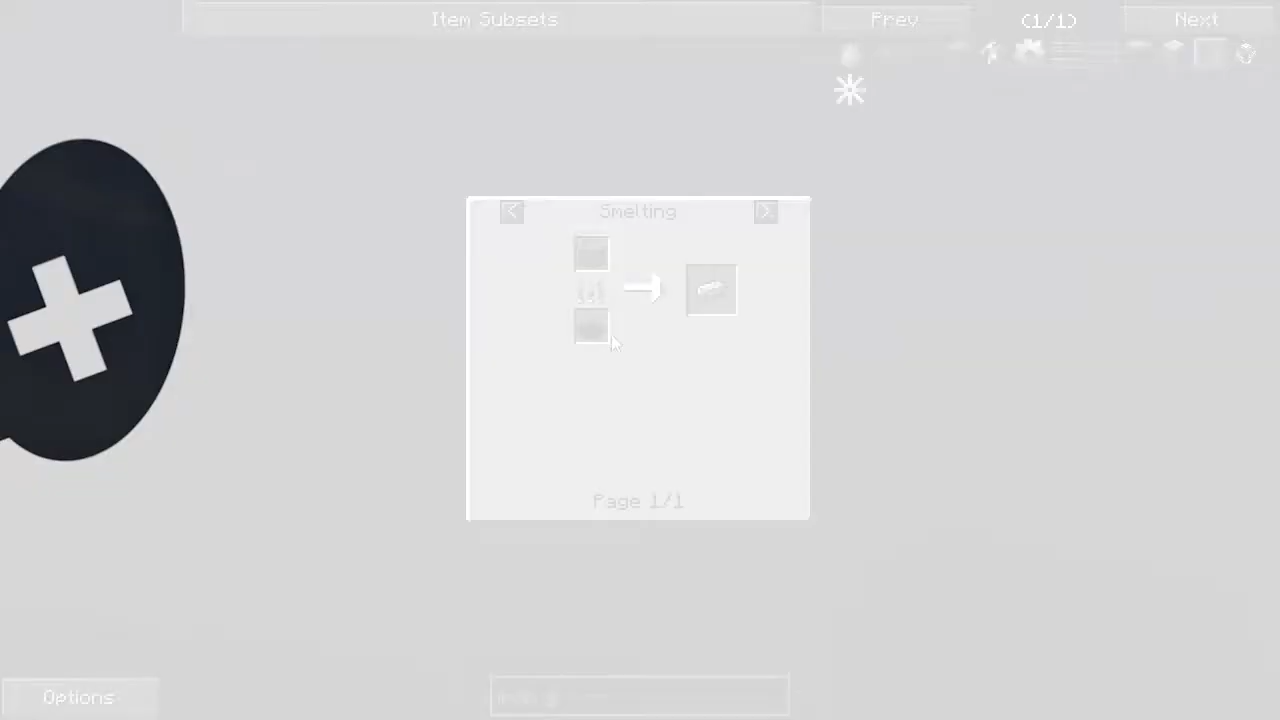 Item Subsets
Prev
(1/1)
Next
Smelting
Page 1/1
Options